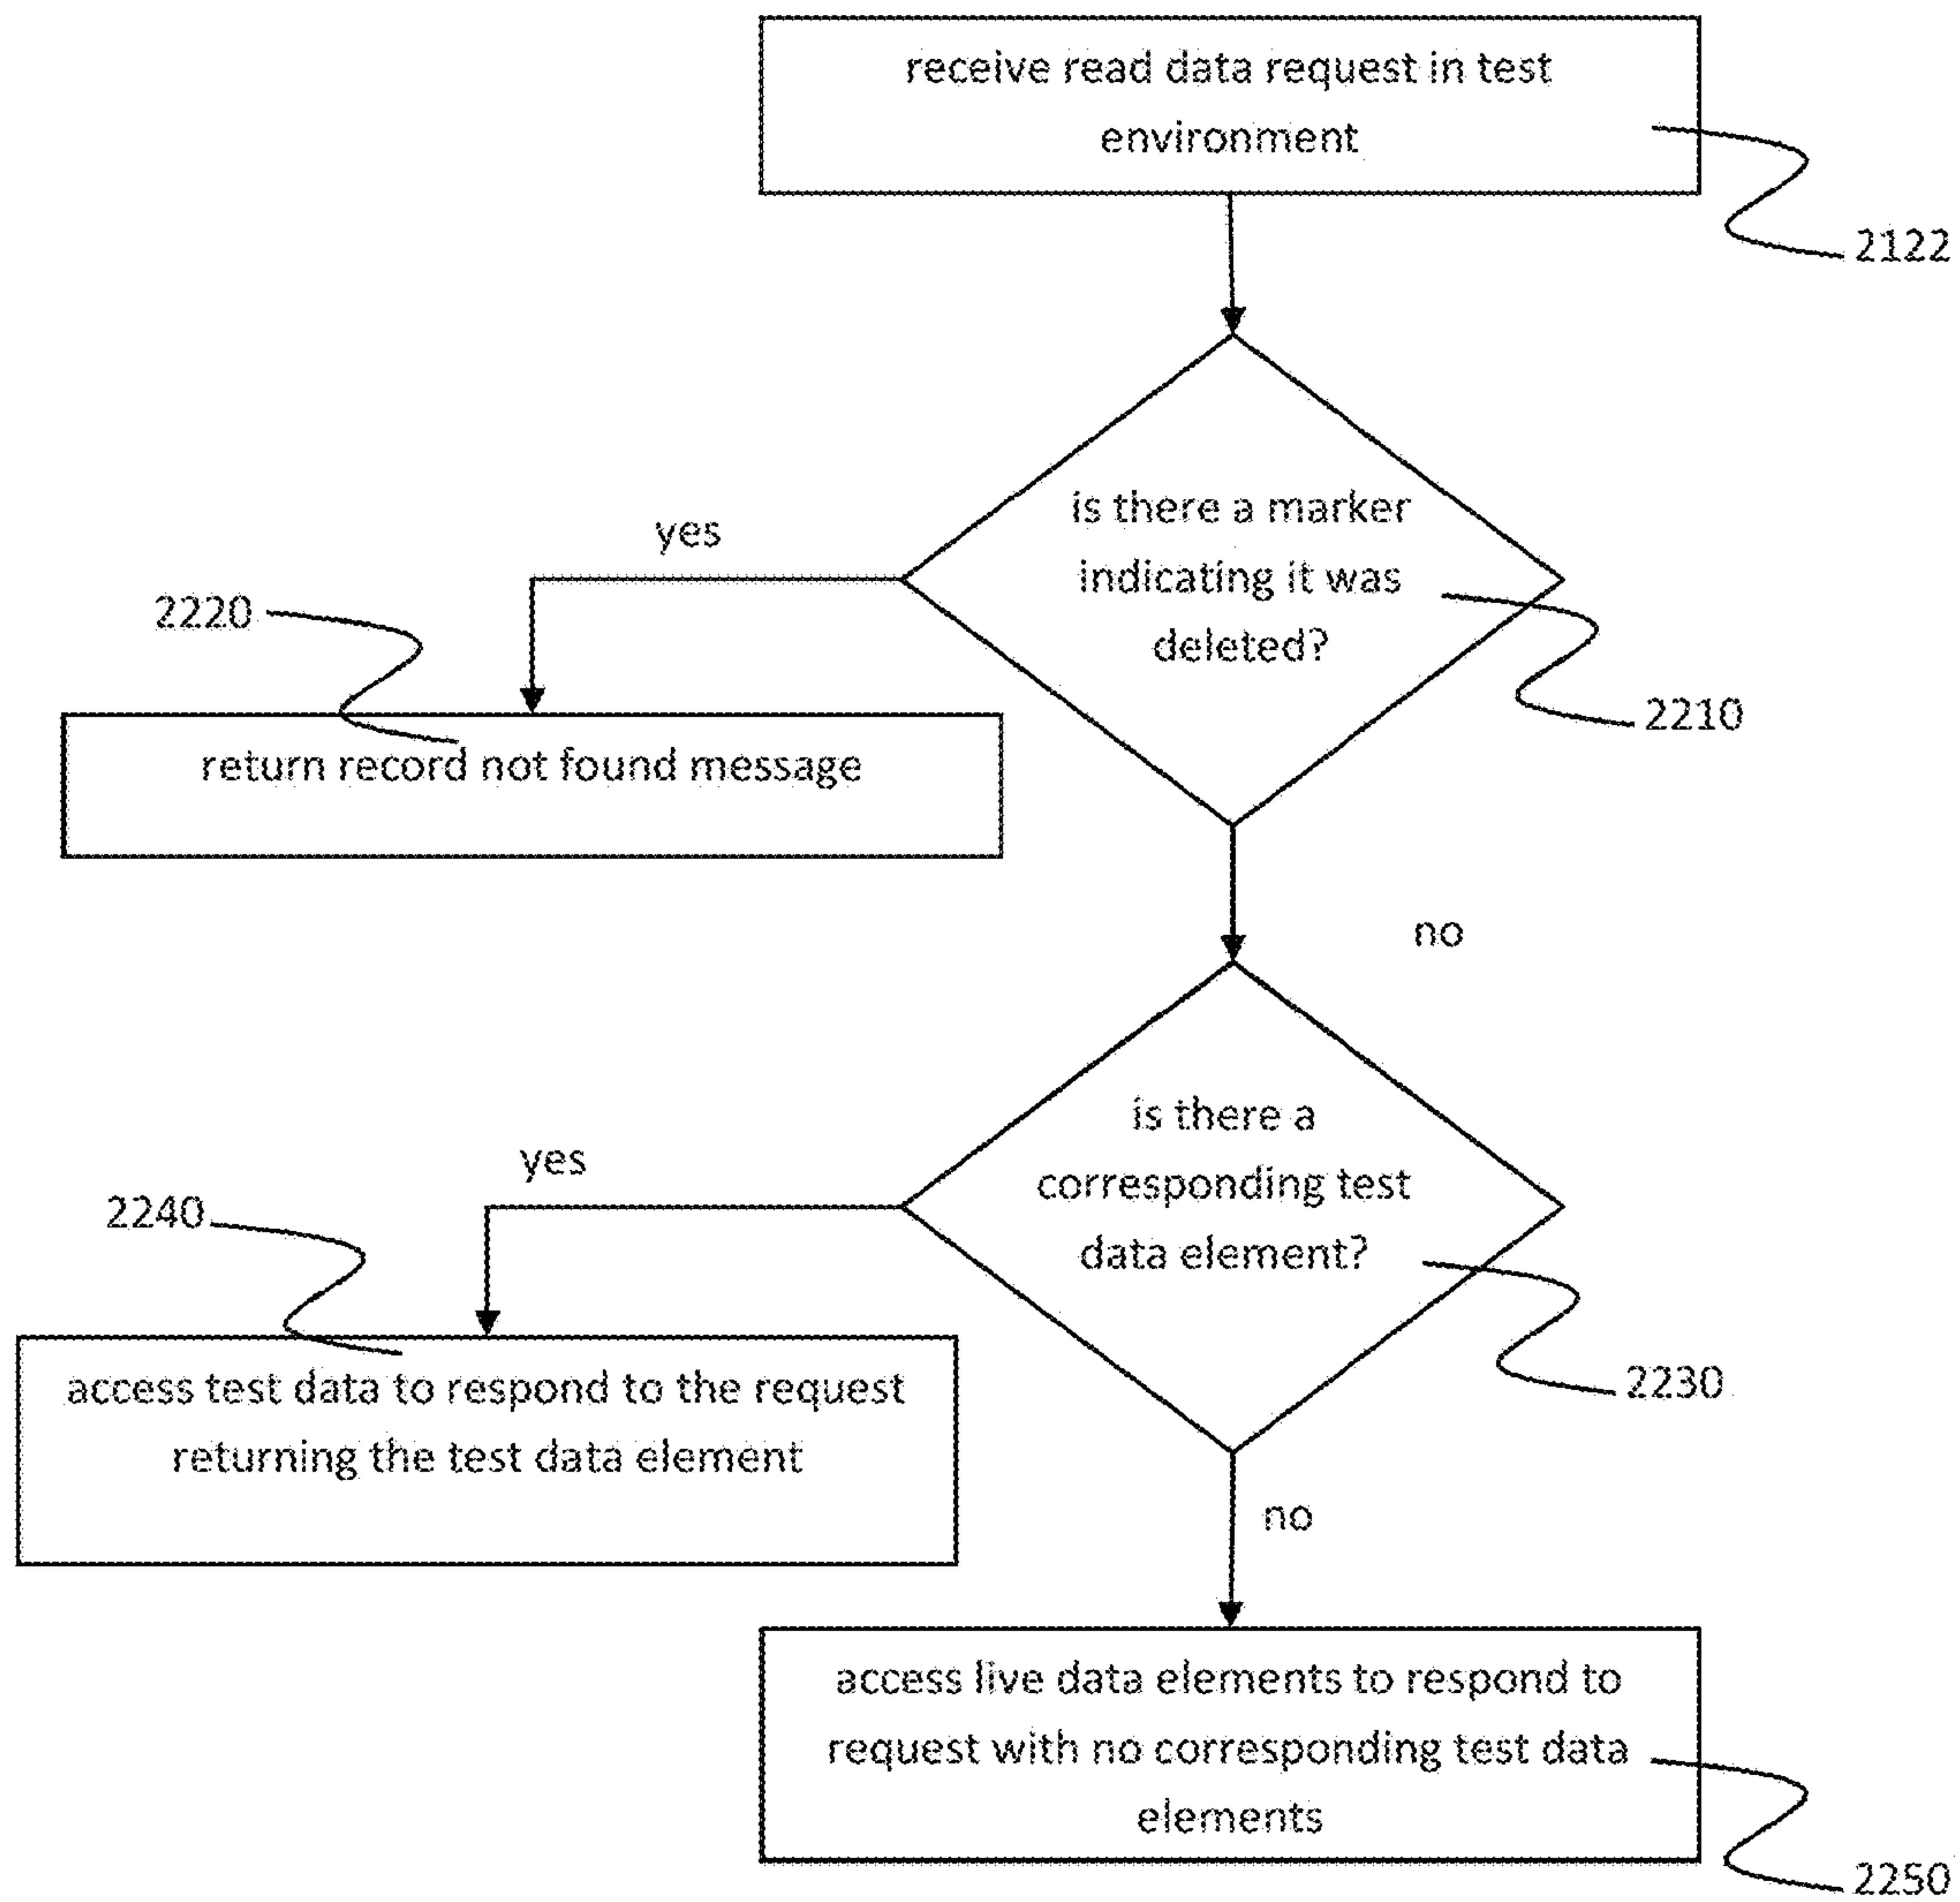 receive read data request in test
environment
2122
is there a marker
indicating it was
deleted?
2210
yes
2220
return record not found message
no
is there a
corresponding test
data element?
2230
yes
2240
access test data to respond to the request
returning the test data element
no
access live data elements to respond to
request with no corresponding test data
elements
2250